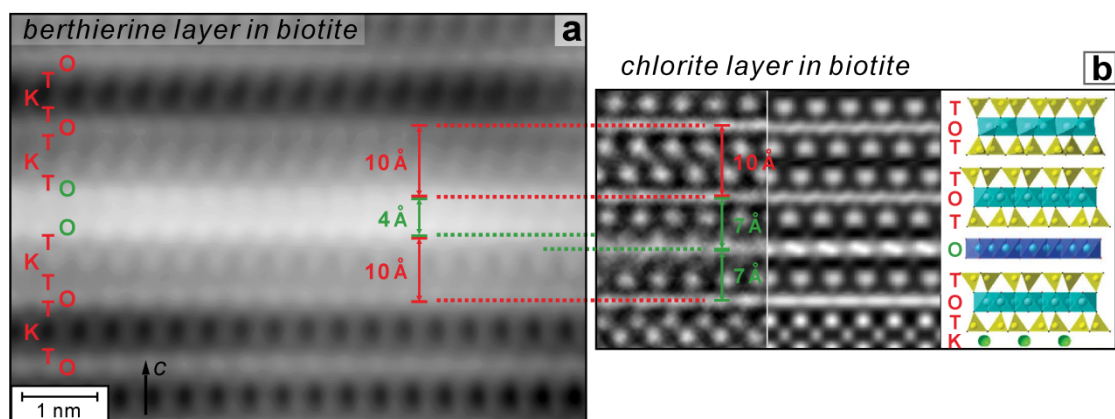 berthierine layer in biotite
a
O
T
K
T
O
T
K
T
O
O
T
K
T
O
T
K
T
O
10 Å
4 Å
10 Å
c
1 nm
chlorite layer in biotite
b
10 Å
7 Å
7 Å
T
O
T
T
O
T
O
T
O
T
K